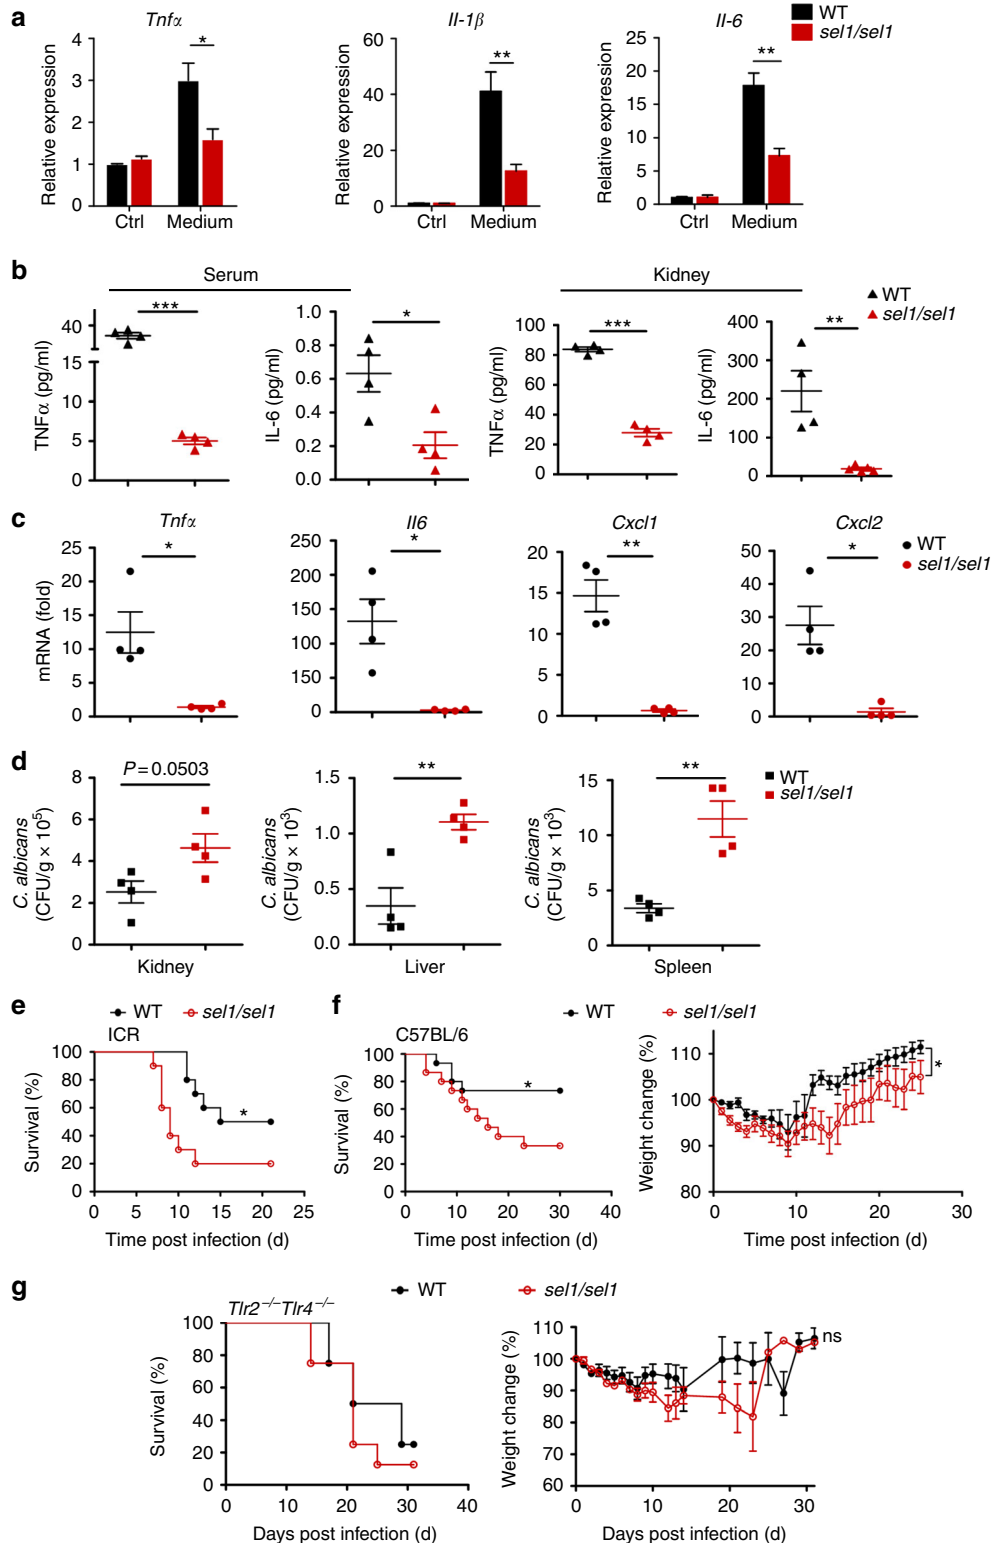 a
Tnfα
Il-1β
Il-6
WT
sel1/sel1
Relative expression
4
3
2
1
0
*
Ctrl
Medium
Relative expression
60
40
20
0
**
Ctrl
Medium
Relative expression
25
20
15
10
5
0
**
Ctrl
Medium
b
Serum
Kidney
WT
sel1/sel1
TNFα (pg/ml)
40
15
10
5
0
***
IL-6 (pg/ml)
1.0
0.8
0.6
0.4
0.2
0.0
*
TNFα (pg/ml)
100
80
60
40
20
0
***
IL-6 (pg/ml)
400
300
200
100
0
**
c
Tnfα
Il6
Cxcl1
Cxcl2
WT
sel1/sel1
mRNA (fold)
25
20
15
10
5
0
*
250
200
150
100
150
0
*
20
15
10
5
0
**
50
40
30
20
10
0
*
d
WT
sel1/sel1
C. albicans
(CFU/g × 10⁵)
8
6
4
2
0
P = 0.0503
Kidney
C. albicans
(CFU/g × 10³)
1.5
1.0
0.5
0.0
**
Liver
C. albicans
(CFU/g × 10³)
15
10
5
0
**
Spleen
e
WT
sel1/sel1
ICR
Survival (%)
100
80
60
40
20
0
*
0 5 10 15 20 25
Time post infection (d)
f
WT
sel1/sel1
C57BL/6
Survival (%)
100
80
60
40
20
0
*
0 10 20 30 40
Time post infection (d)
Weight change (%)
110
100
90
80
*
0 10 20 30
Time post infection (d)
g
WT
sel1/sel1
Tlr2⁻/⁻Tlr4⁻/⁻
Survival (%)
100
80
60
40
20
0
0 10 20 30 40
Days post infection (d)
Weight change (%)
110
100
90
80
70
60
ns
0 10 20 30
Days post infection (d)